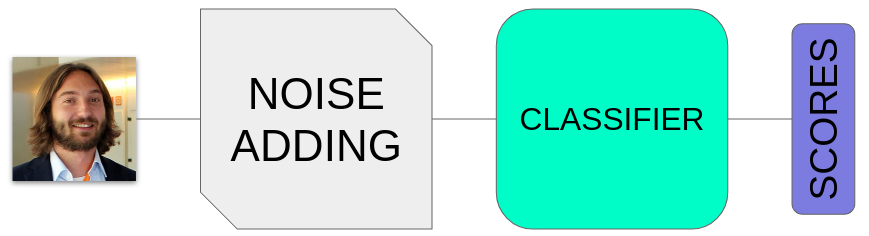 NOISE
ADDING
CLASSIFIER
SCORES